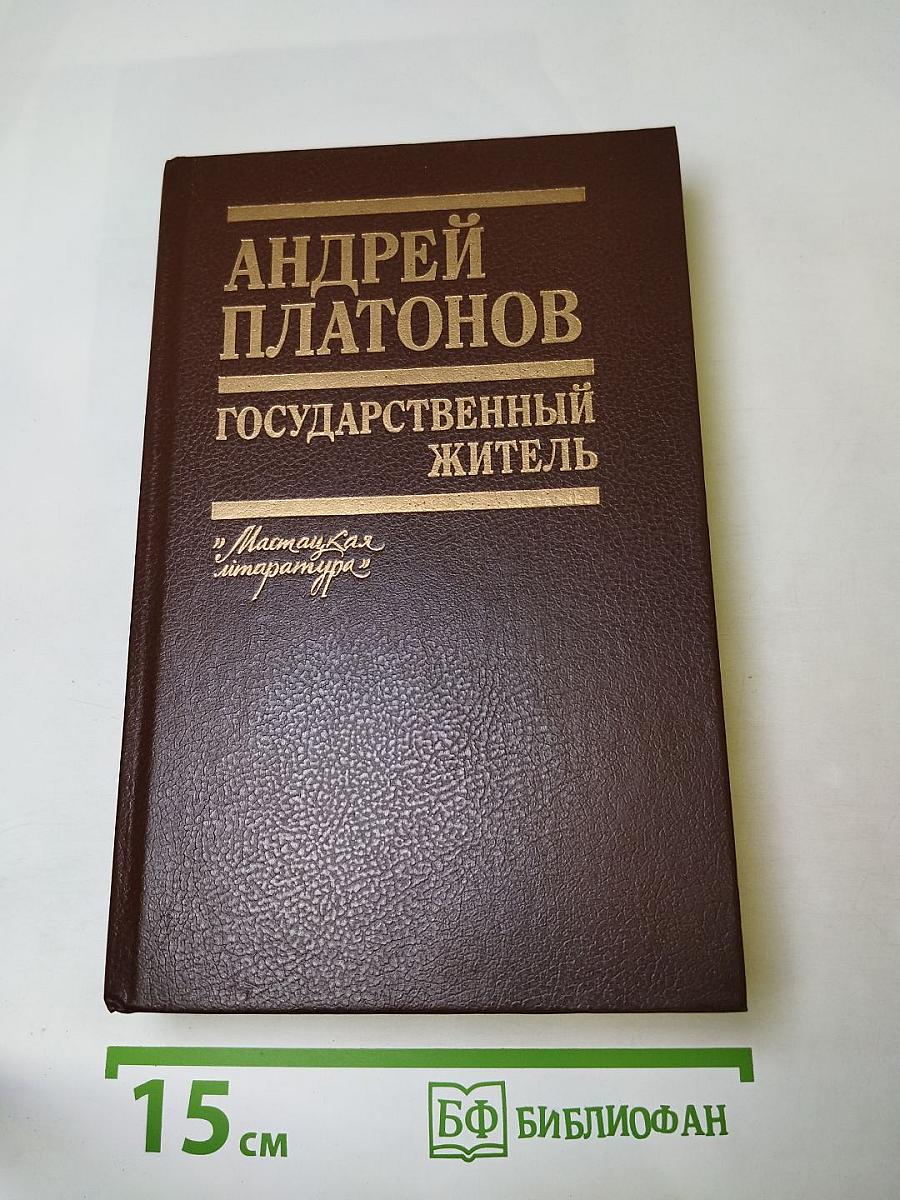 АНДРЕЙ
ПЛАТОНОВ
ГОСУДАРСТВЕННЫЙ
ЖИТЕЛЬ
"Мастацкая
літаратура"
15 см
БФ БИБЛИОФАН